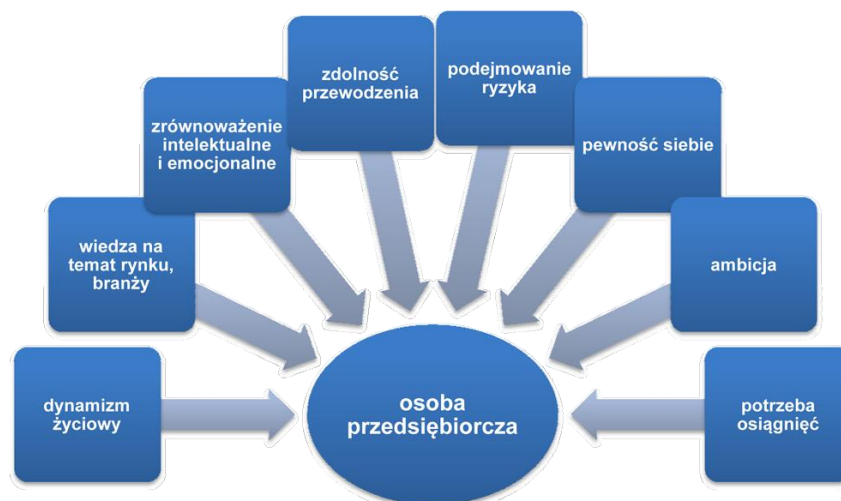 dynamizm
życiowy
wiedza na
temat rynku,
branży
zrównoważenie
intelektualne
i emocjonalne
zdolność
przewodzenia
podejmowanie
ryzyka
pewność siebie
ambicja
potrzeba
osiągnięć
osoba
przedsiębiorcza